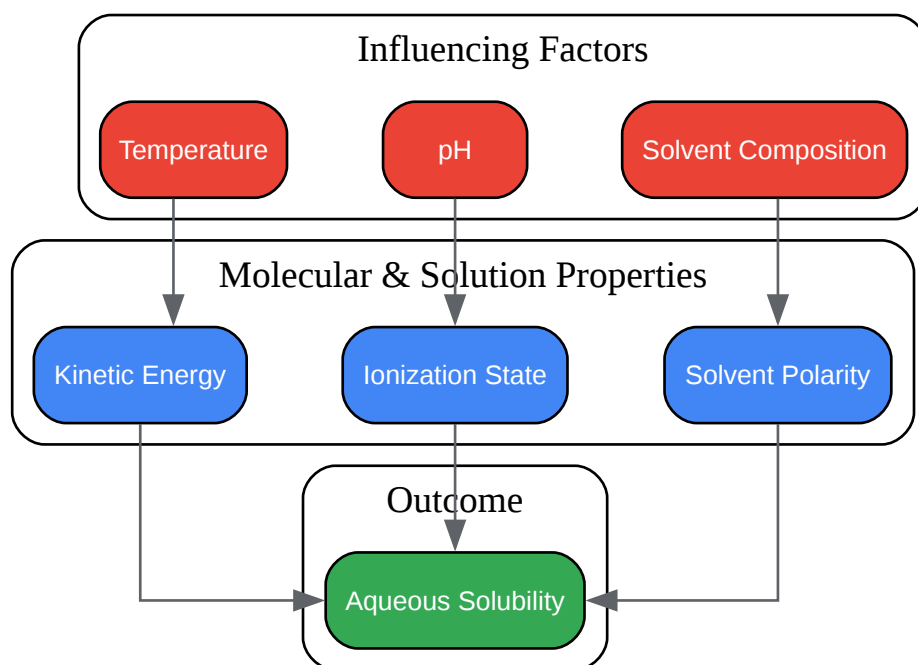 Influencing Factors
Temperature
pH
Solvent Composition
Molecular & Solution Properties
Kinetic Energy
Ionization State
Solvent Polarity
Outcome
Aqueous Solubility